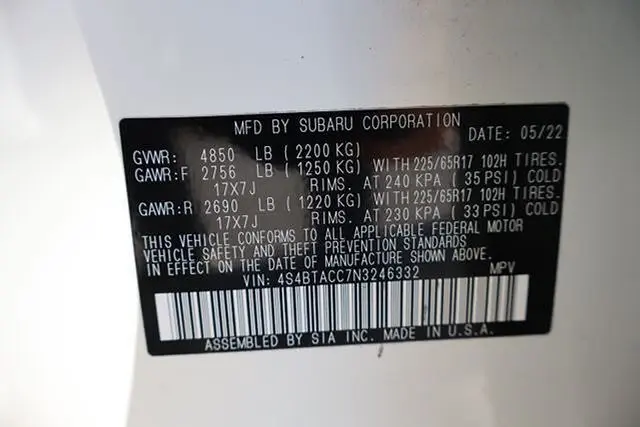 MFD BY SUBARU CORPORATION DATE: 05/22
GVWR: 4850 LB (2200 KG)
GAWR:F 2756 LB (1250 KG) WITH 225/65R17 102H TIRES.
17X7J RIMS. AT 240 KPA (35 PSI) COLD
GAWR:R 2690 LB (1220 KG) WITH 225/65R17 102H TIRES.
17X7J RIMS. AT 230 KPA (33 PSI) COLD
THIS VEHICLE CONFORMS TO ALL APPLICABLE FEDERAL MOTOR
VEHICLE SAFETY AND THEFT PREVENTION STANDARDS
IN EFFECT ON THE DATE OF MANUFACTURE SHOWN ABOVE.
VIN: 4S4BTACC7N3246332 MPV
ASSEMBLED BY SIA INC. MADE IN U.S.A.